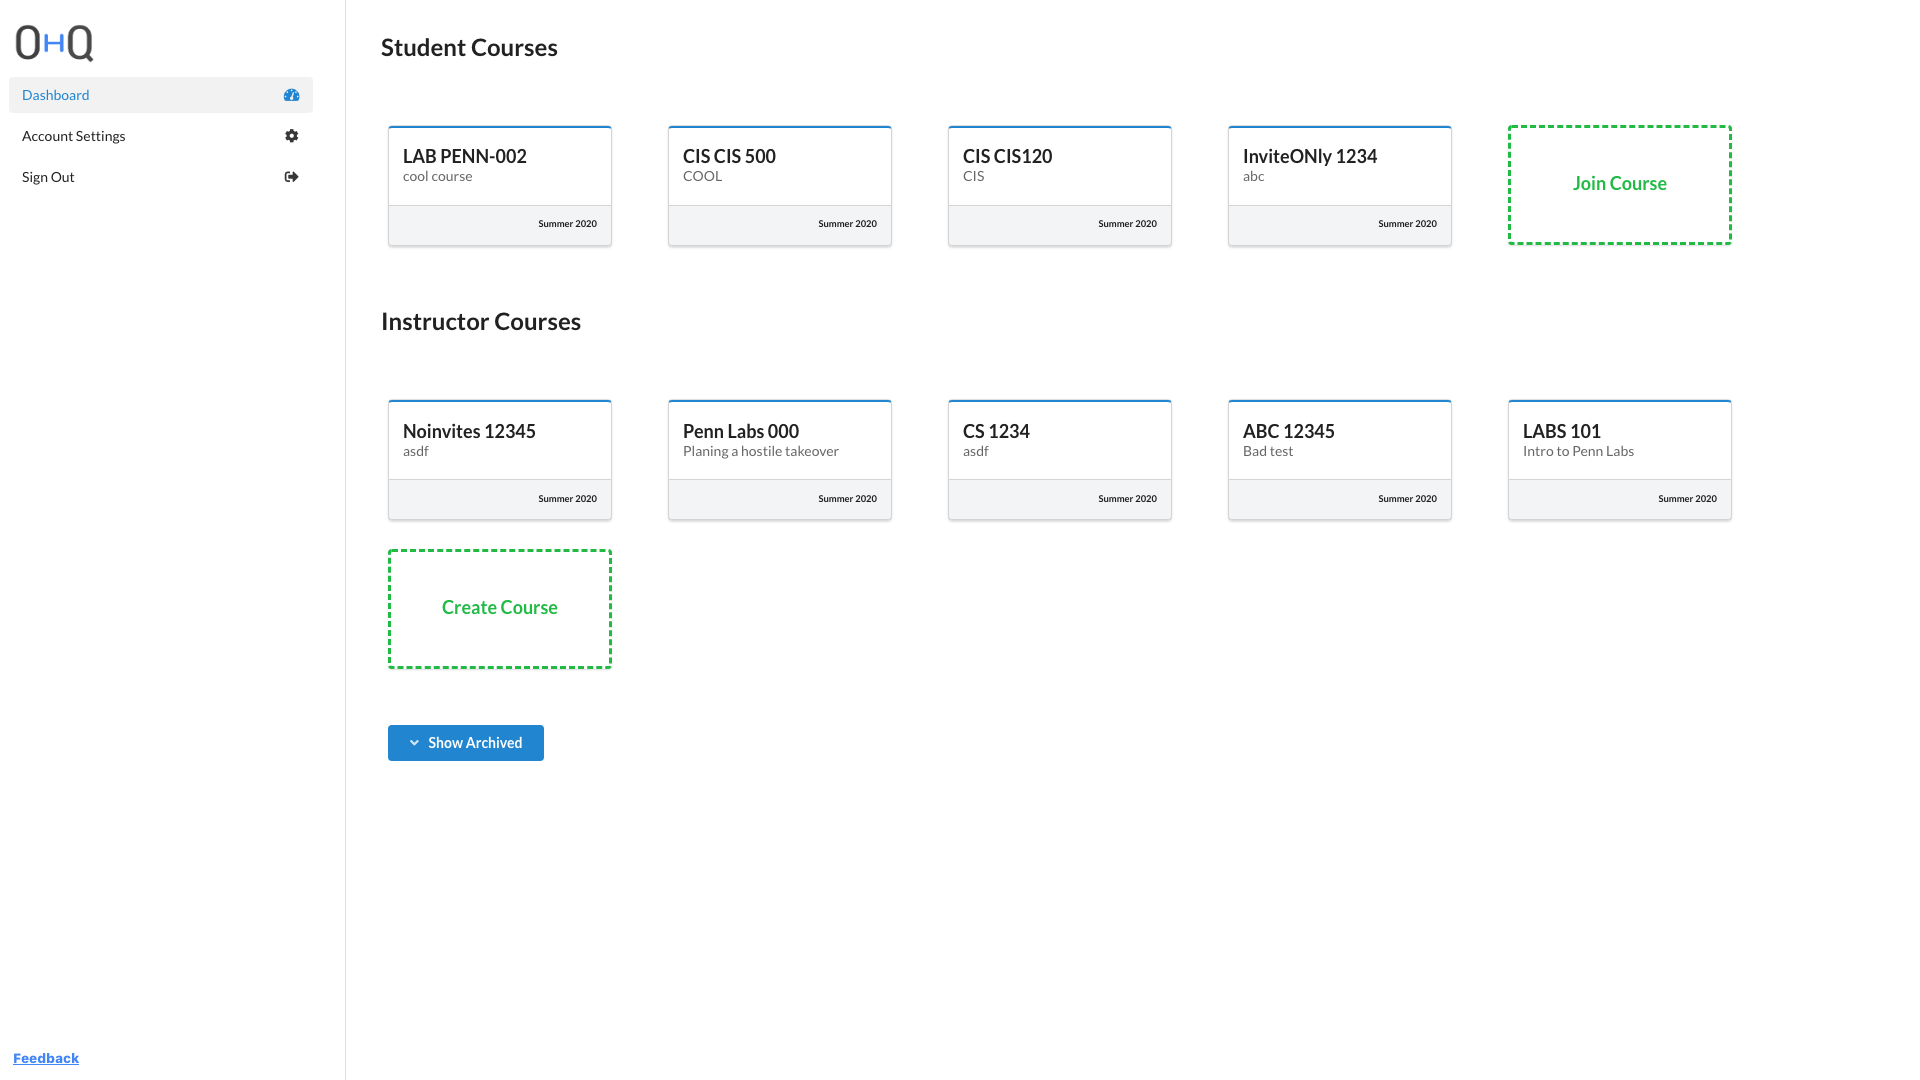 OHQ
Dashboard
Account Settings
Sign Out
Student Courses
LAB PENN-002
cool course
Summer 2020
CIS CIS 500
COOL
Summer 2020
CIS CIS120
CIS
Summer 2020
InviteONly 1234
abc
Summer 2020
Join Course
Instructor Courses
Noinvites 12345
asdf
Summer 2020
Penn Labs 000
Planing a hostile takeover
Summer 2020
CS 1234
asdf
Summer 2020
ABC 12345
Bad test
Summer 2020
LABS 101
Intro to Penn Labs
Summer 2020
Create Course
Show Archived
Feedback